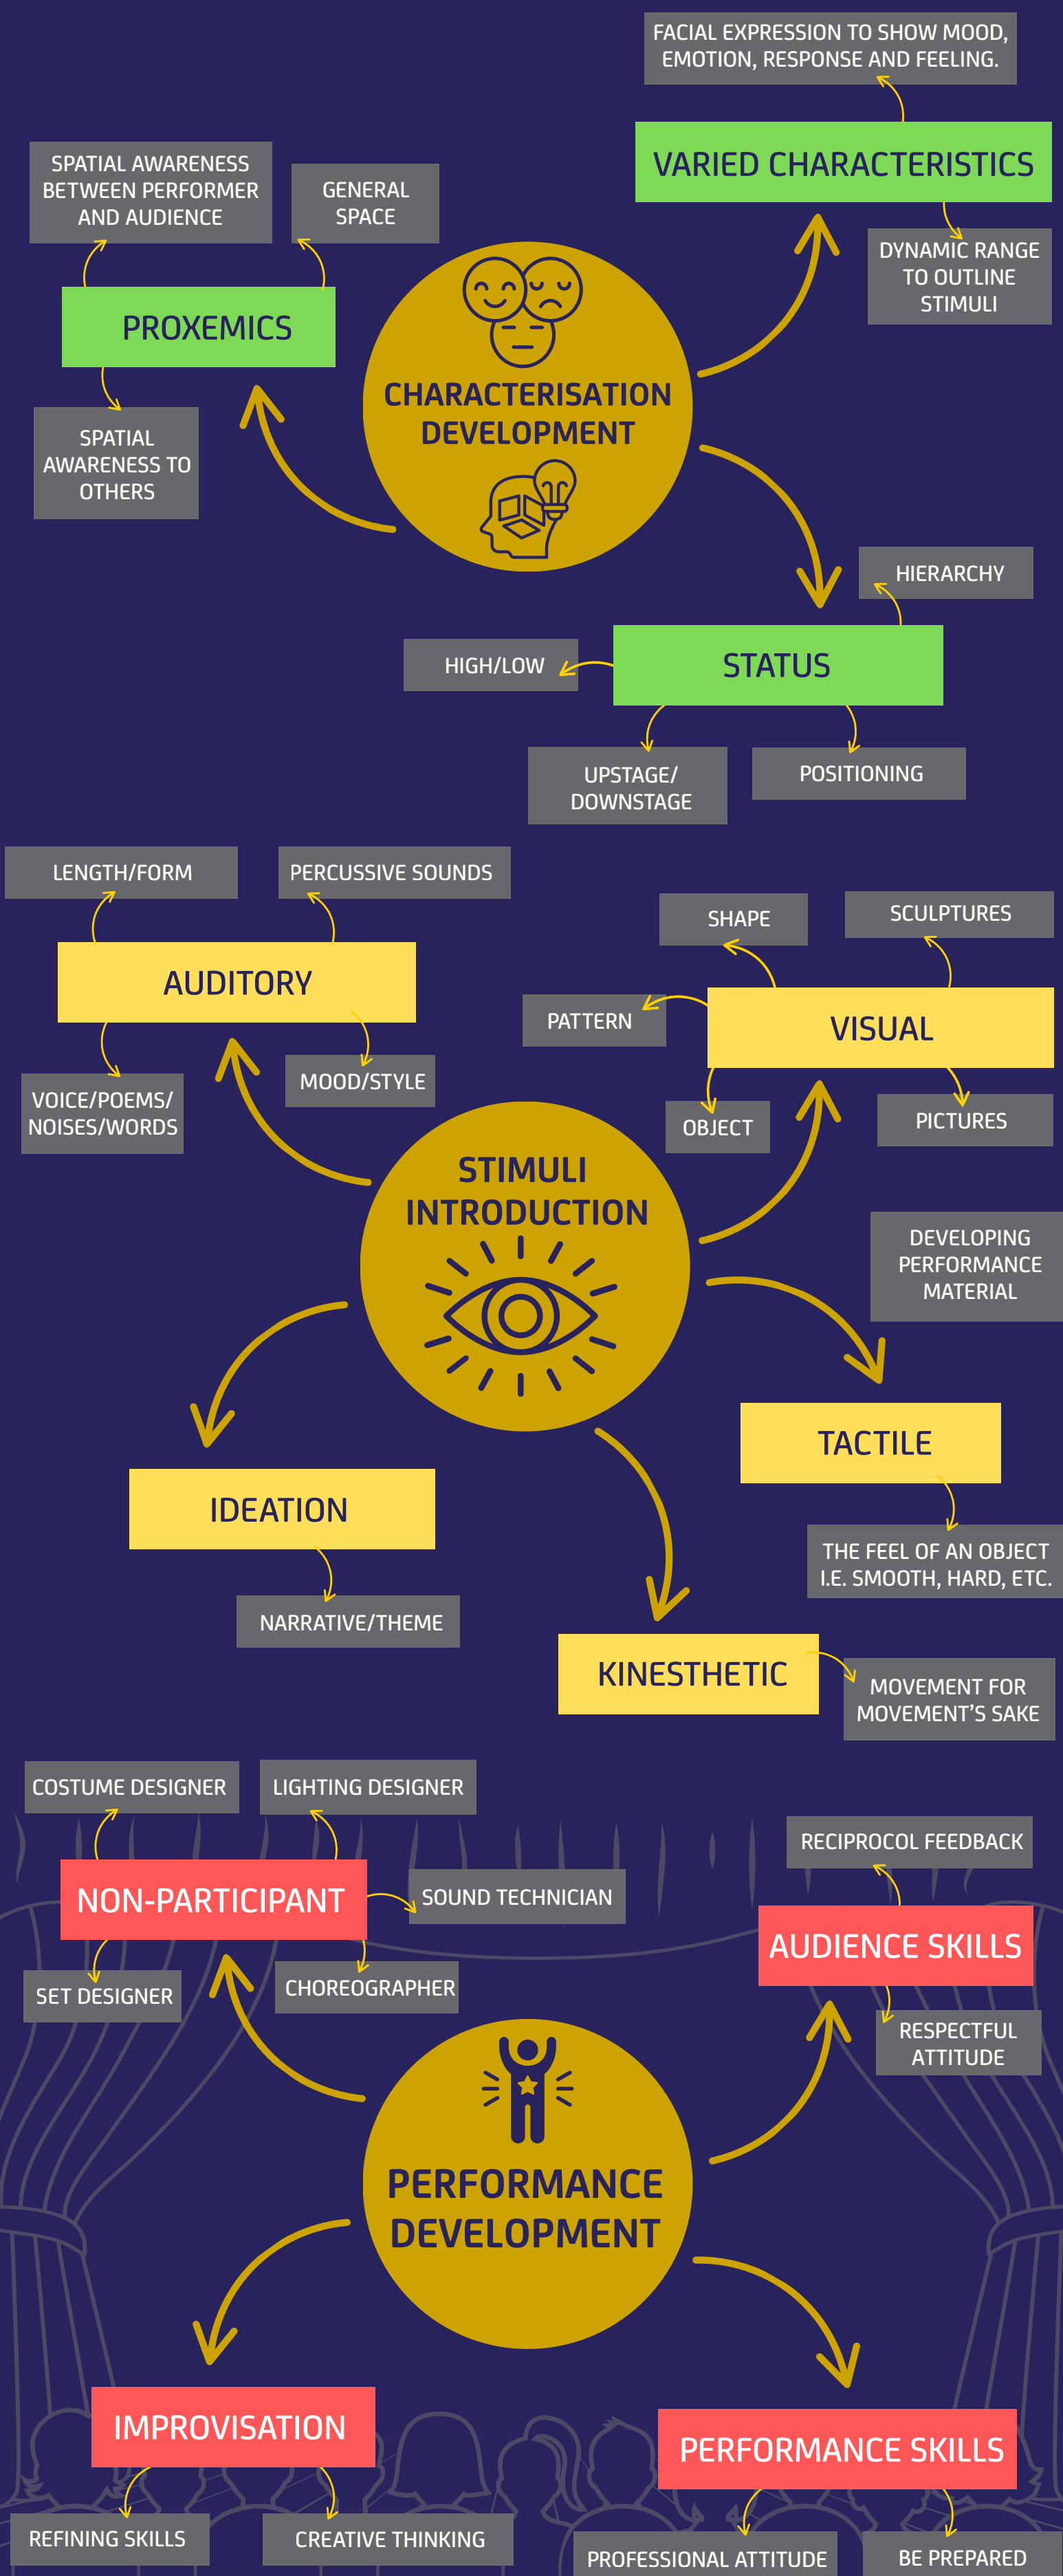 FACIAL EXPRESSION TO SHOW MOOD,
EMOTION, RESPONSE AND FEELING.
VARIED CHARACTERISTICS
DYNAMIC RANGE
TO OUTLINE
STIMULI
SPATIAL AWARENESS
BETWEEN PERFORMER
AND AUDIENCE
GENERAL
SPACE
PROXEMICS
SPATIAL
AWARENESS TO
OTHERS
CHARACTERISATION
DEVELOPMENT
HIERARCHY
HIGH/LOW
STATUS
UPSTAGE/
DOWNSTAGE
POSITIONING
LENGTH/FORM
PERCUSSIVE SOUNDS
AUDITORY
VOICE/POEMS/
NOISES/WORDS
MOOD/STYLE
SHAPE
SCULPTURES
PATTERN
VISUAL
OBJECT
PICTURES
STIMULI
INTRODUCTION
DEVELOPING
PERFORMANCE
MATERIAL
TACTILE
THE FEEL OF AN OBJECT
I.E. SMOOTH, HARD, ETC.
IDEATION
NARRATIVE/THEME
KINESTHETIC
MOVEMENT FOR
MOVEMENT'S SAKE
COSTUME DESIGNER
LIGHTING DESIGNER
NON-PARTICIPANT
SOUND TECHNICIAN
SET DESIGNER
CHOREOGRAPHER
RECIPROCOL FEEDBACK
AUDIENCE SKILLS
RESPECTFUL
ATTITUDE
PERFORMANCE
DEVELOPMENT
IMPROVISATION
REFINING SKILLS
CREATIVE THINKING
PERFORMANCE SKILLS
PROFESSIONAL ATTITUDE
BE PREPARED